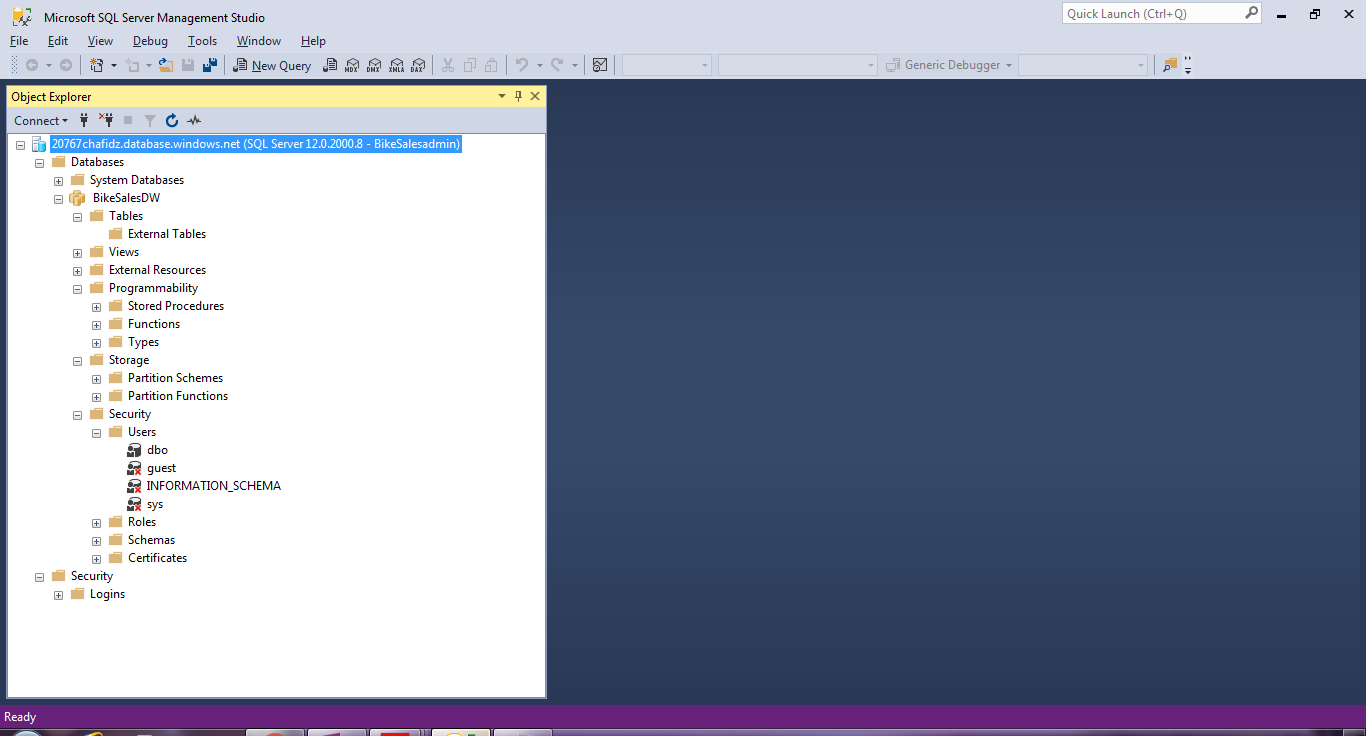 Microsoft SQL Server Management Studio
Quick Launch (Ctrl+Q)
File Edit View Debug Tools Window Help
New Query MDX DMX XMLA DAX Generic Debugger
Object Explorer
Connect
20767chafidz.database.windows.net (SQL Server 12.0.2000.8 - BikeSalesadmin)
Databases
System Databases
BikeSalesDW
Tables
External Tables
Views
External Resources
Programmability
Stored Procedures
Functions
Types
Storage
Partition Schemes
Partition Functions
Security
Users
dbo
guest
INFORMATION_SCHEMA
sys
Roles
Schemas
Certificates
Security
Logins
Ready